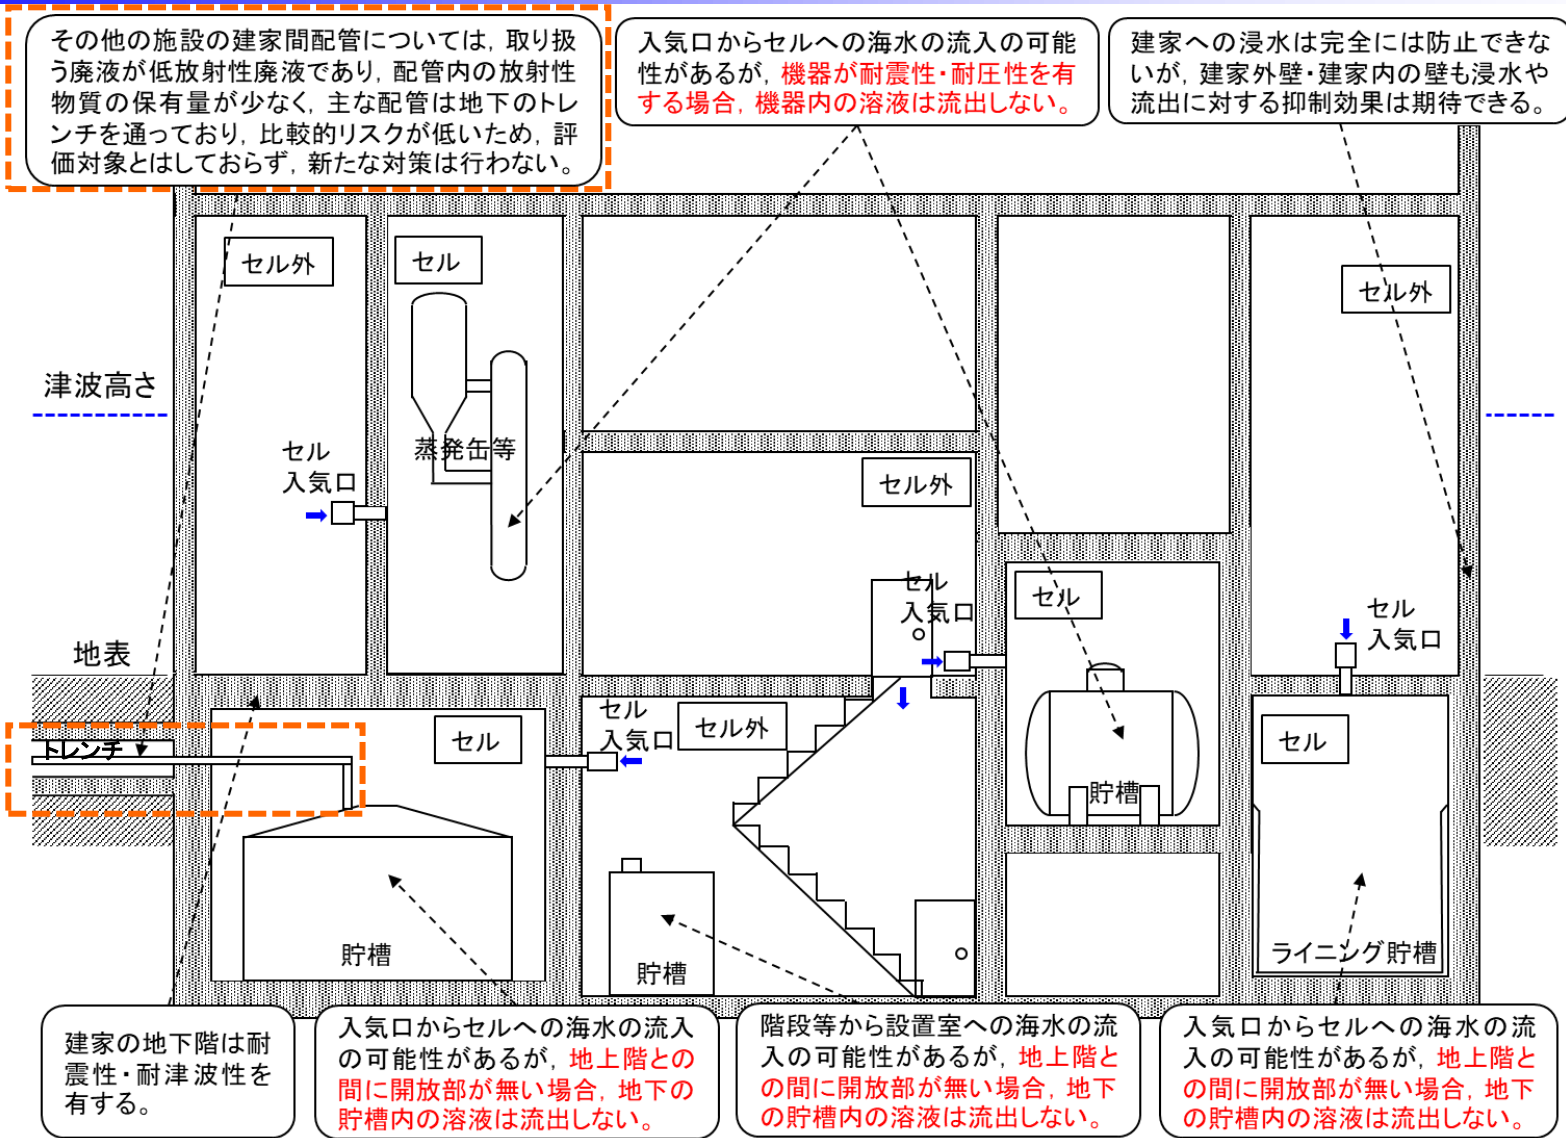 その他の施設の建家間配管については，取り扱
う廃液が低放射性廃液であり，配管内の放射性
物質の保有量が少なく，主な配管は地下のトレ
ンチを通っており，比較的リスクが低いため，評
価対象とはしておらず，新たな対策は行わない。
入気口からセルへの海水の流入の可能
性があるが，機器が耐震性・耐圧性を有
する場合，機器内の溶液は流出しない。
建家への浸水は完全には防止できな
いが，建家外壁・建家内の壁も浸水や
流出に対する抑制効果は期待できる。
セル外
セル
セル外
津波高さ
蒸発缶等
セル
入気口
セル外
セル
入気口
セル
セル
入気口
地表
トレンチ
セル
セル
入気口
セル外
セル
貯槽
貯槽
貯槽
ライニング貯槽
建家の地下階は耐
震性・耐津波性を
有する。
入気口からセルへの海水の流入
の可能性があるが，地上階との
間に開放部が無い場合，地下の
貯槽内の溶液は流出しない。
階段等から設置室への海水の流
入の可能性があるが，地上階と
の間に開放部が無い場合，地下
の貯槽内の溶液は流出しない。
入気口からセルへの海水の流
入の可能性があるが，地上階と
の間に開放部が無い場合，地下
の貯槽内の溶液は流出しない。